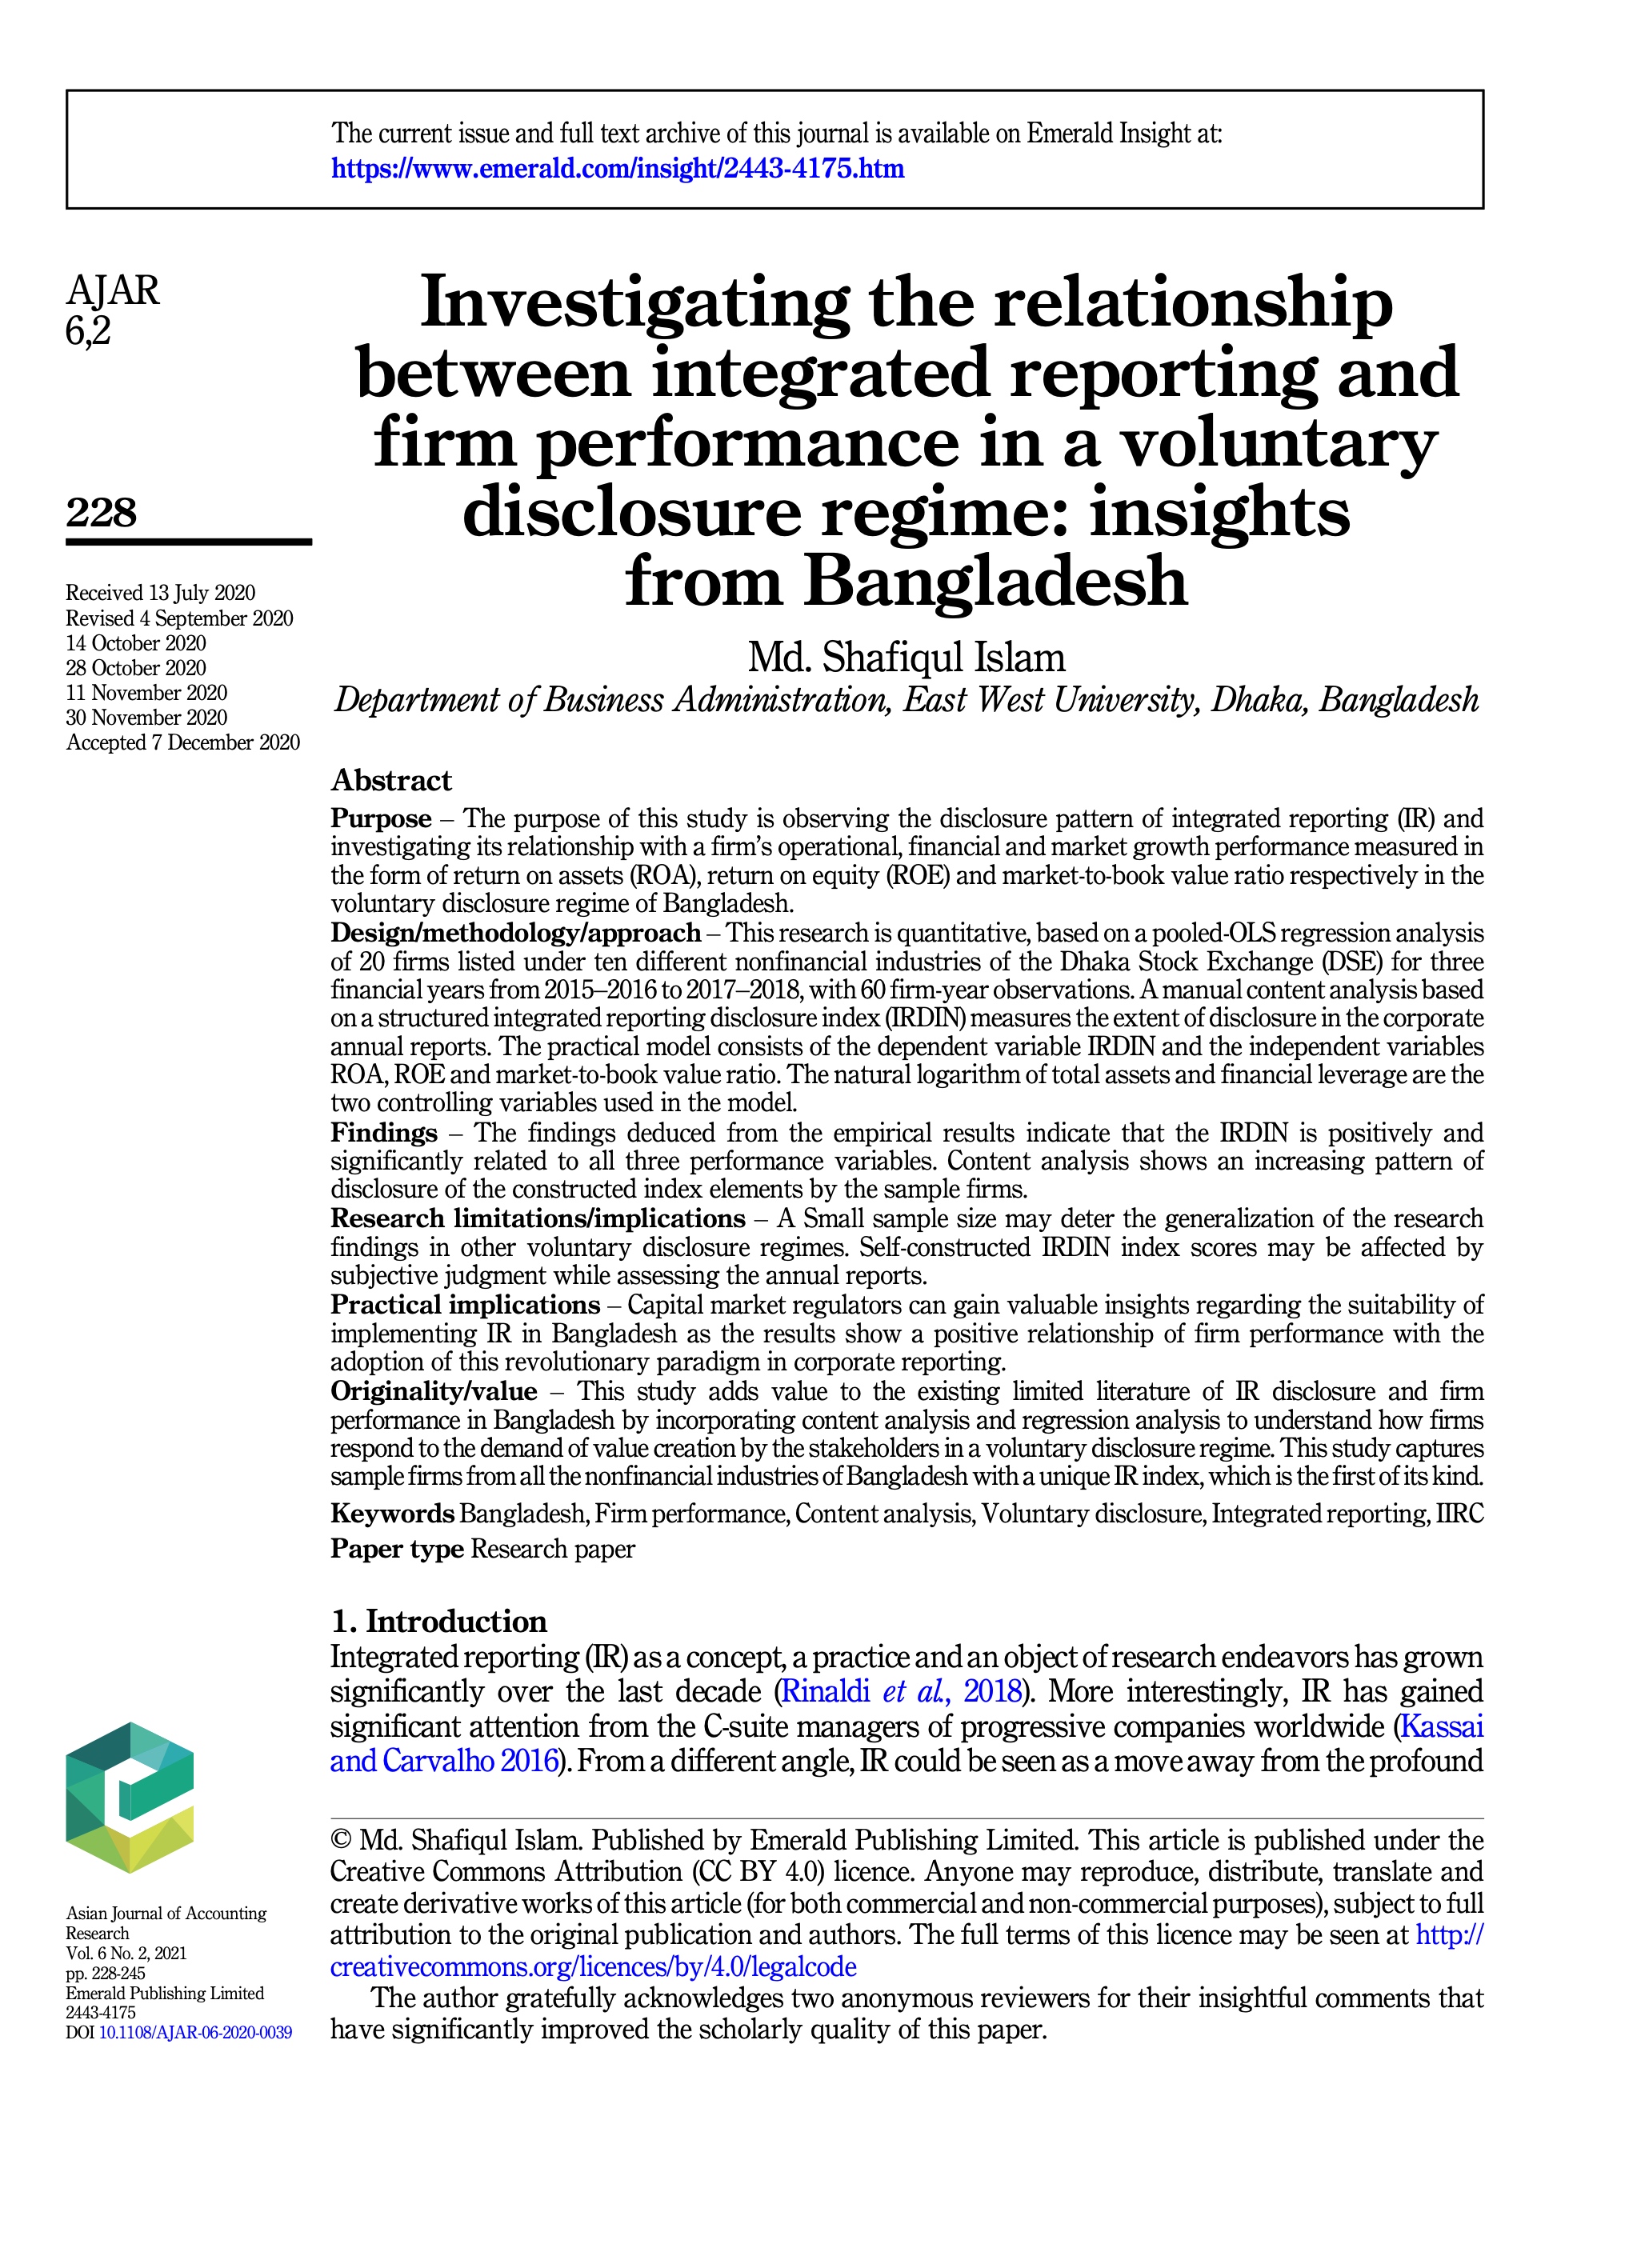 The current issue and full text archive of this journal is available on Emerald Insight at:
https://www.emerald.com/insight/2443-4175.htm
AJAR
6,2
228
Received 13 July 2020
Revised 4 September 2020
14 October 2020
28 October 2020
11 November 2020
30 November 2020
Accepted 7 December 2020
Investigating the relationship
between integrated reporting and
firm performance in a voluntary
disclosure regime: insights
from Bangladesh
Md. Shafiqul Islam
Department of Business Administration, East West University, Dhaka, Bangladesh
Abstract
Purpose – The purpose of this study is observing the disclosure pattern of integrated reporting (IR) and
investigating its relationship with a firm's operational, financial and market growth performance measured in
the form of return on assets (ROA), return on equity (ROE) and market-to-book value ratio respectively in the
voluntary disclosure regime of Bangladesh.
Design/methodology/approach – This research is quantitative, based on a pooled-OLS regression analysis
of 20 firms listed under ten different nonfinancial industries of the Dhaka Stock Exchange (DSE) for three
financial years from 2015–2016 to 2017–2018, with 60 firm-year observations. A manual content analysis based
on a structured integrated reporting disclosure index (IRDIN) measures the extent of disclosure in the corporate
annual reports. The practical model consists of the dependent variable IRDIN and the independent variables
ROA, ROE and market-to-book value ratio. The natural logarithm of total assets and financial leverage are the
two controlling variables used in the model.
Findings – The findings deduced from the empirical results indicate that the IRDIN is positively and
significantly related to all three performance variables. Content analysis shows an increasing pattern of
disclosure of the constructed index elements by the sample firms.
Research limitations/implications – A Small sample size may deter the generalization of the research
findings in other voluntary disclosure regimes. Self-constructed IRDIN index scores may be affected by
subjective judgment while assessing the annual reports.
Practical implications – Capital market regulators can gain valuable insights regarding the suitability of
implementing IR in Bangladesh as the results show a positive relationship of firm performance with the
adoption of this revolutionary paradigm in corporate reporting.
Originality/value – This study adds value to the existing limited literature of IR disclosure and firm
performance in Bangladesh by incorporating content analysis and regression analysis to understand how firms
respond to the demand of value creation by the stakeholders in a voluntary disclosure regime. This study captures
sample firms from all the nonfinancial industries of Bangladesh with a unique IR index, which is the first of its kind.
Keywords Bangladesh, Firm performance, Content analysis, Voluntary disclosure, Integrated reporting, IIRC
Paper type Research paper
1. Introduction
Integrated reporting (IR) as a concept, a practice and an object of research endeavors has grown
significantly over the last decade (Rinaldi et al., 2018). More interestingly, IR has gained
significant attention from the C-suite managers of progressive companies worldwide (Kassai
and Carvalho 2016). From a different angle, IR could be seen as a move away from the profound
© Md. Shafiqul Islam. Published by Emerald Publishing Limited. This article is published under the
Creative Commons Attribution (CC BY 4.0) licence. Anyone may reproduce, distribute, translate and
create derivative works of this article (for both commercial and non-commercial purposes), subject to full
attribution to the original publication and authors. The full terms of this licence may be seen at http://
creativecommons.org/licences/by/4.0/legalcode
The author gratefully acknowledges two anonymous reviewers for their insightful comments that
have significantly improved the scholarly quality of this paper.
Asian Journal of Accounting
Research
Vol. 6 No. 2, 2021
pp. 228-245
Emerald Publishing Limited
2443-4175
DOI 10.1108/AJAR-06-2020-0039